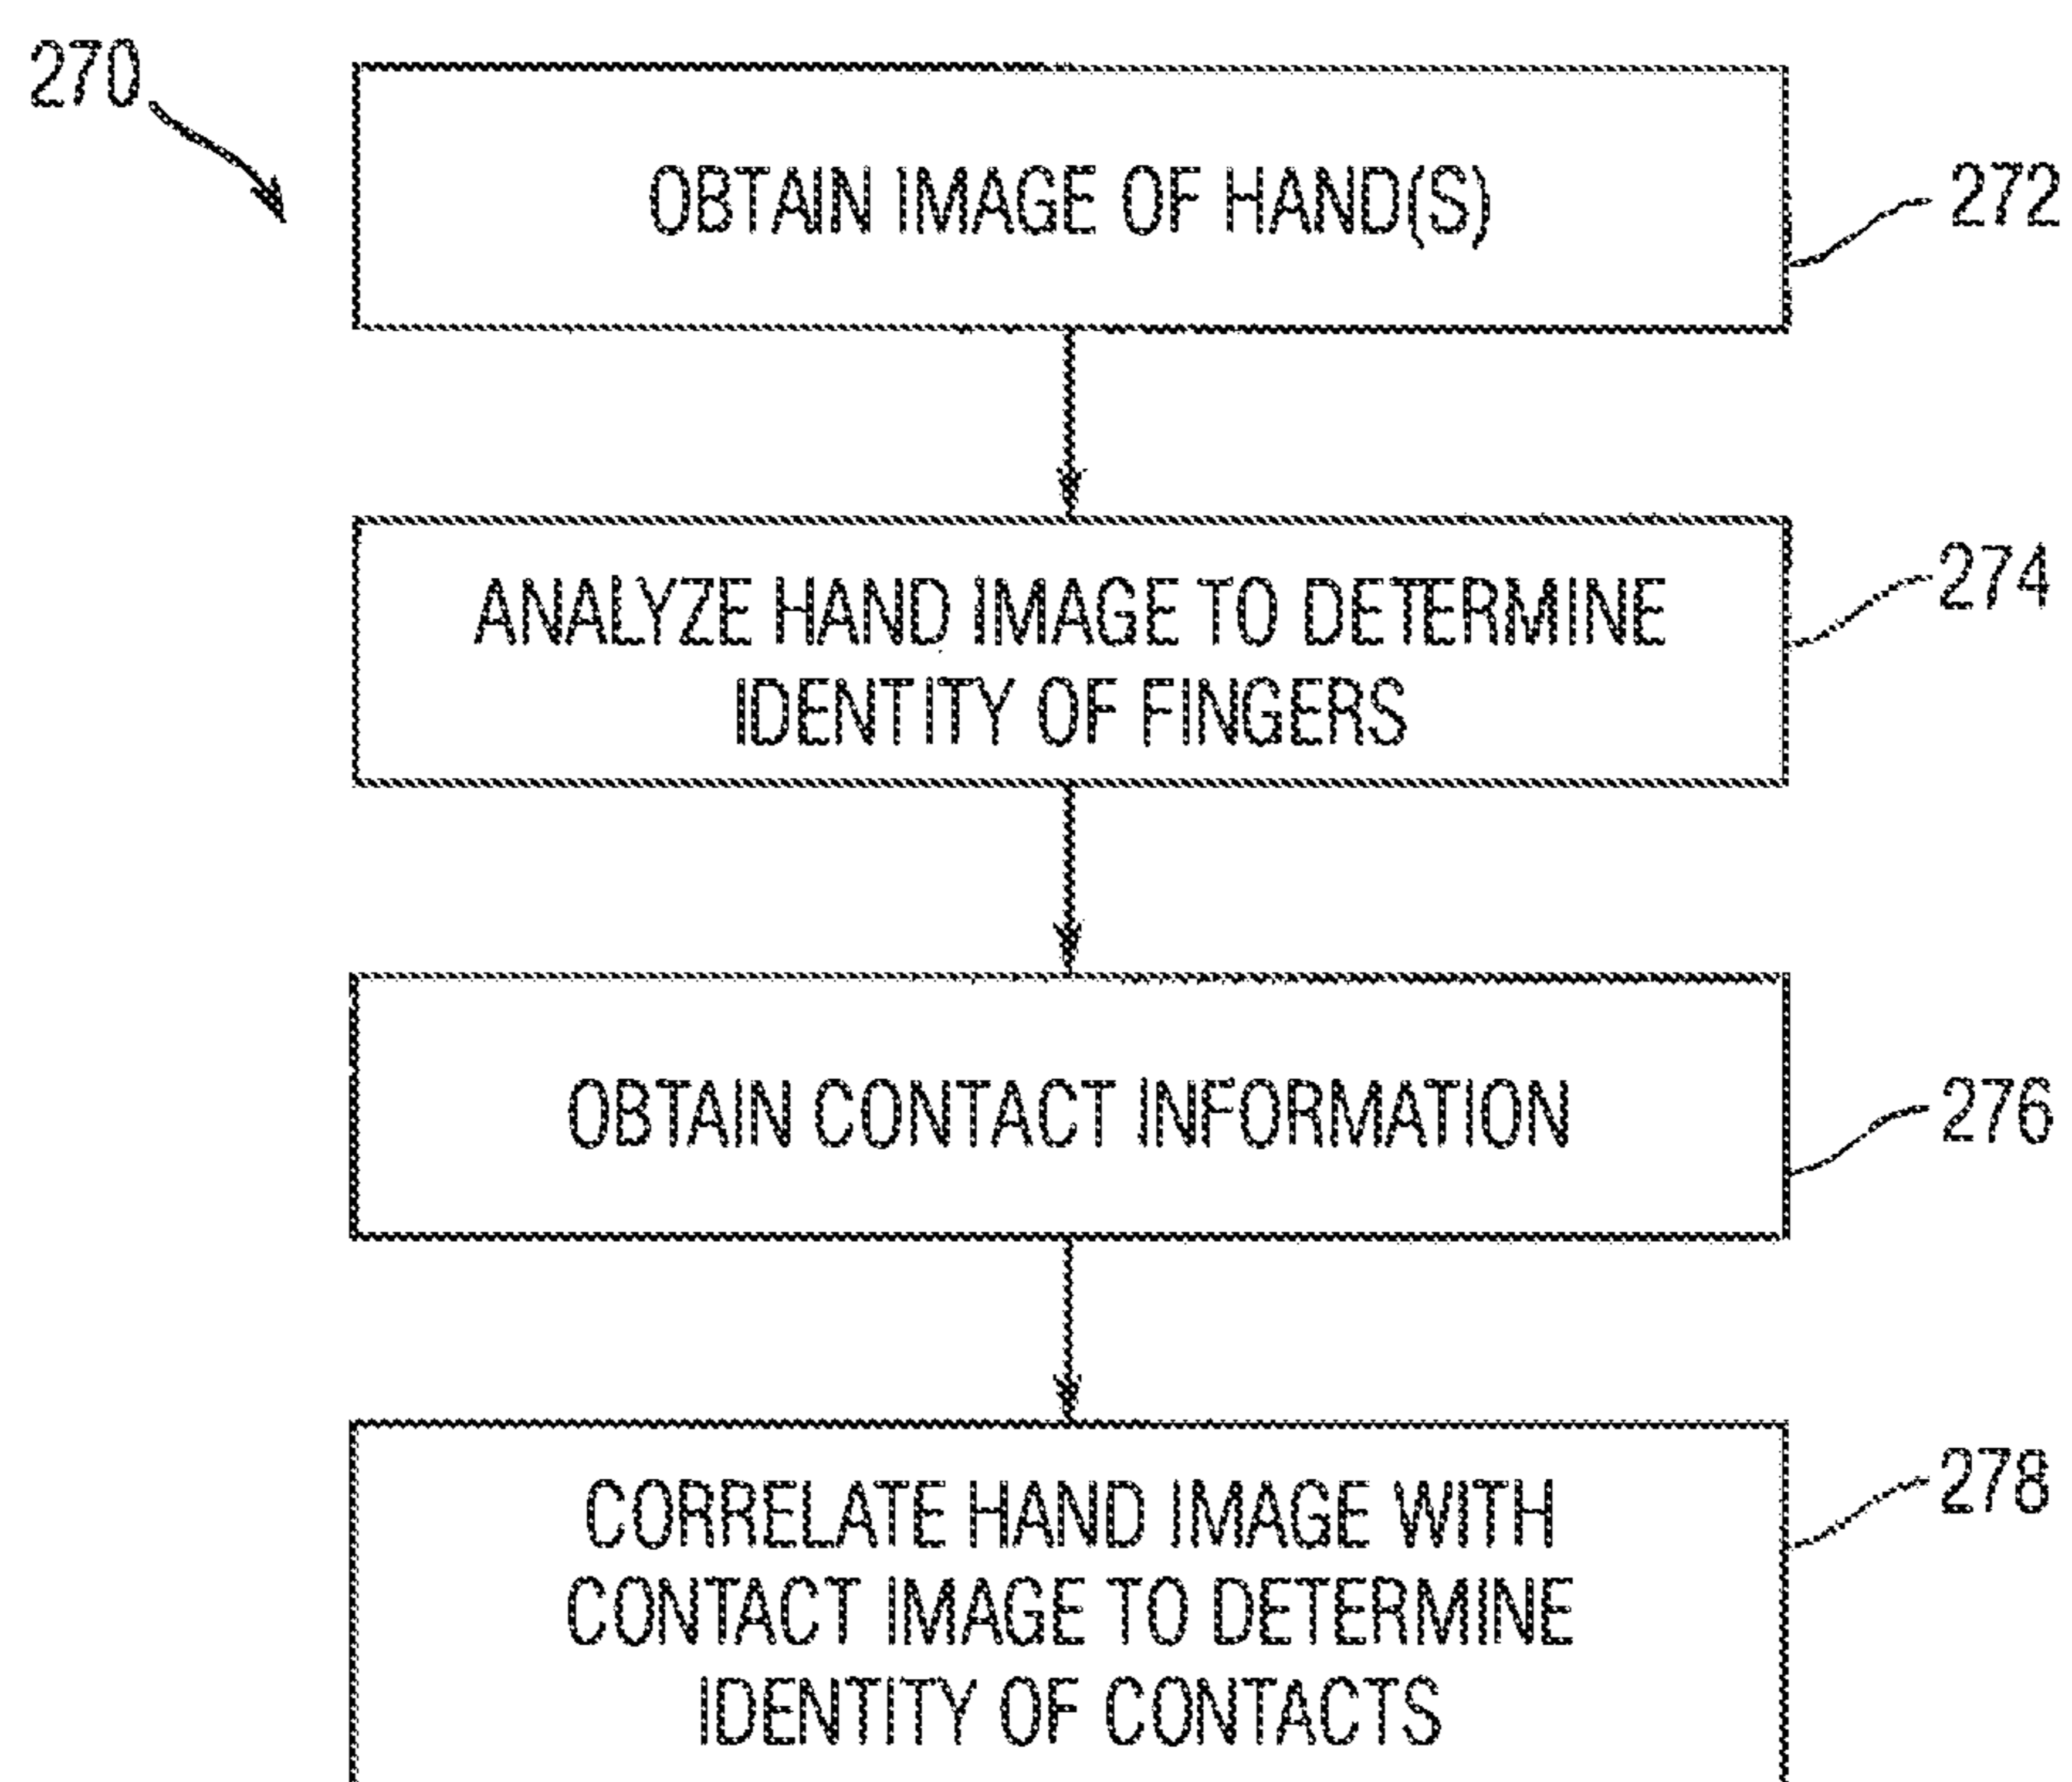 270
OBTAIN IMAGE OF HAND(S)
272
ANALYZE HAND IMAGE TO DETERMINE
IDENTITY OF FINGERS
274
OBTAIN CONTACT INFORMATION
276
CORRELATE HAND IMAGE WITH
CONTACT IMAGE TO DETERMINE
IDENTITY OF CONTACTS
278